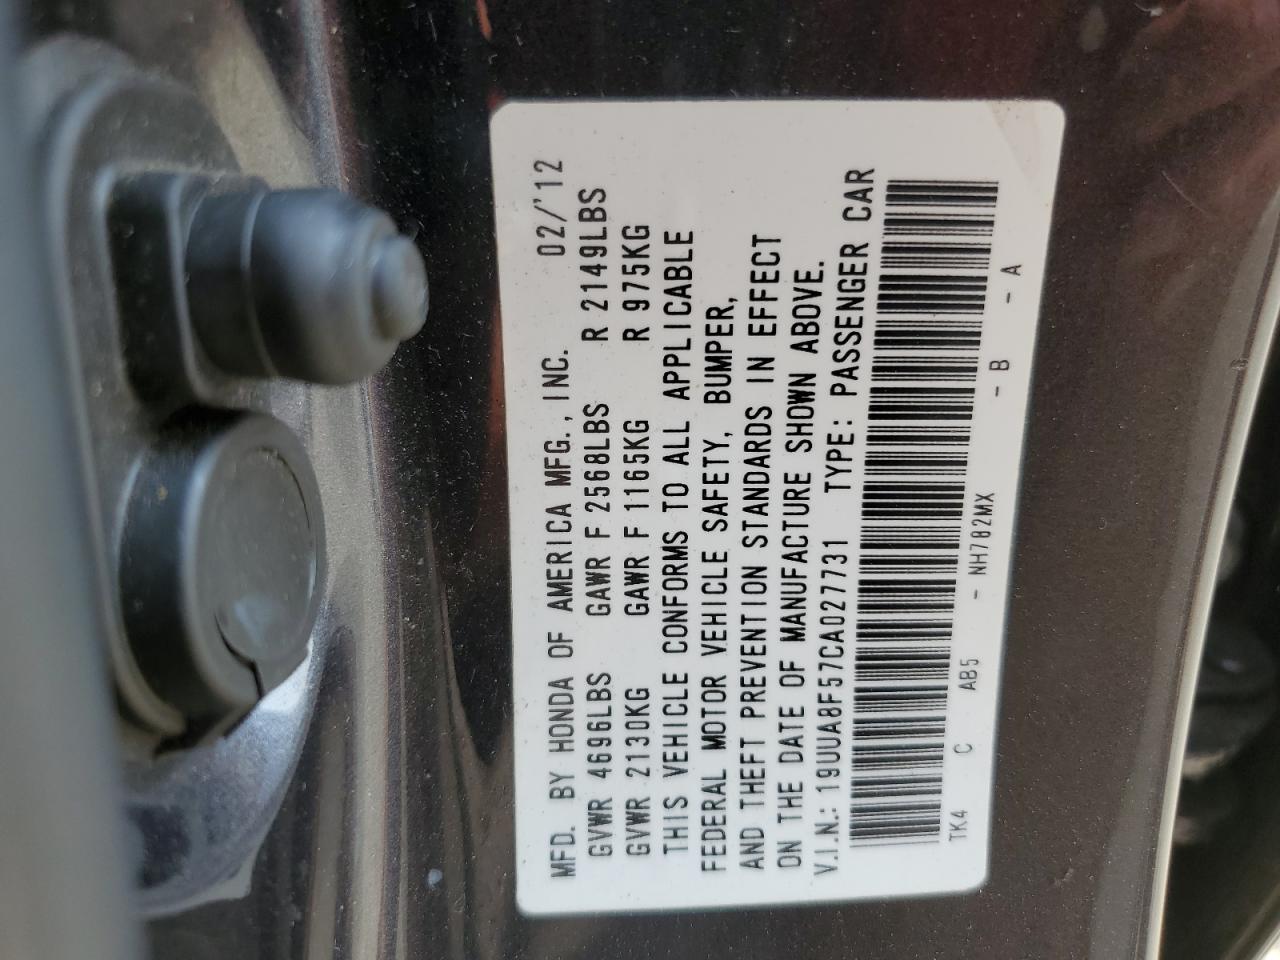 MFD. BY HONDA OF AMERICA MFG., INC. 02/'12
GVWR 4696LBS GAWR F 2568LBS R 2149LBS
GVWR 2130KG GAWR F 1165KG R 975KG
THIS VEHICLE CONFORMS TO ALL APPLICABLE
FEDERAL MOTOR VEHICLE SAFETY, BUMPER,
AND THEFT PREVENTION STANDARDS IN EFFECT
ON THE DATE OF MANUFACTURE SHOWN ABOVE.
V.I.N.: 19UUA8F57CA027731 TYPE: PASSENGER CAR
TK4 C AB5 - NH782MX - B - A